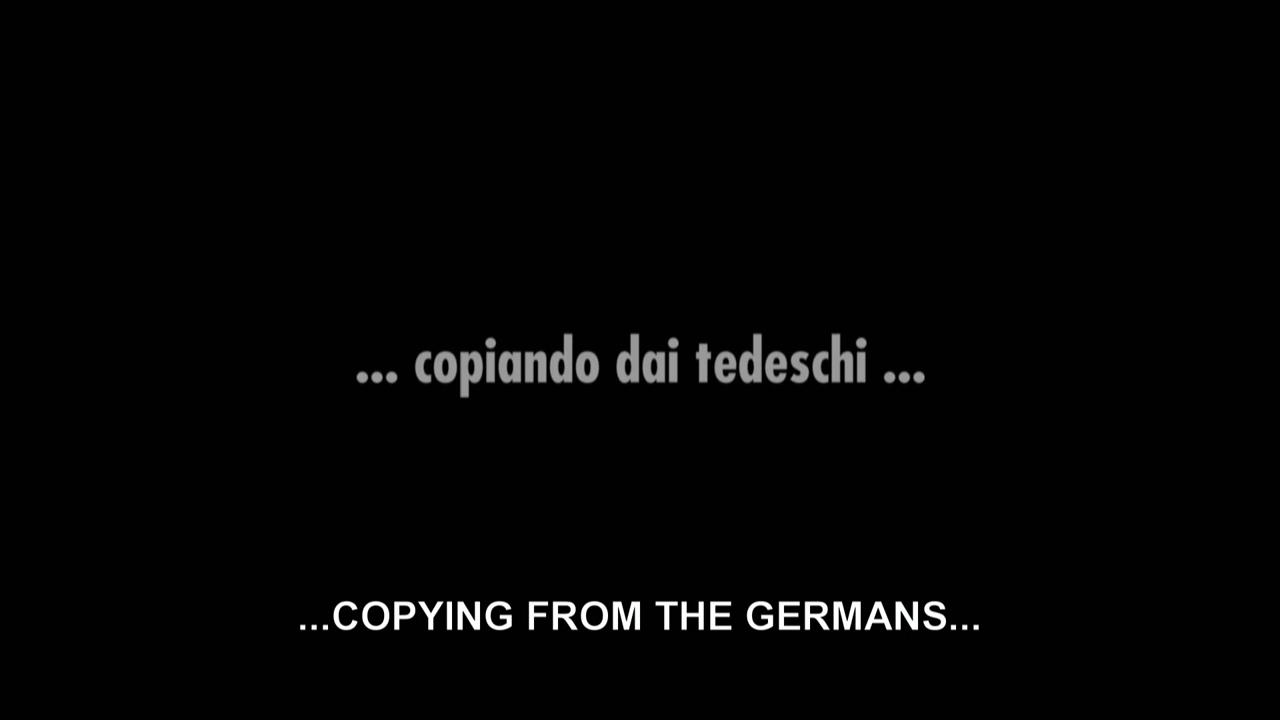 ... copiando dai tedeschi ...
...COPYING FROM THE GERMANS...